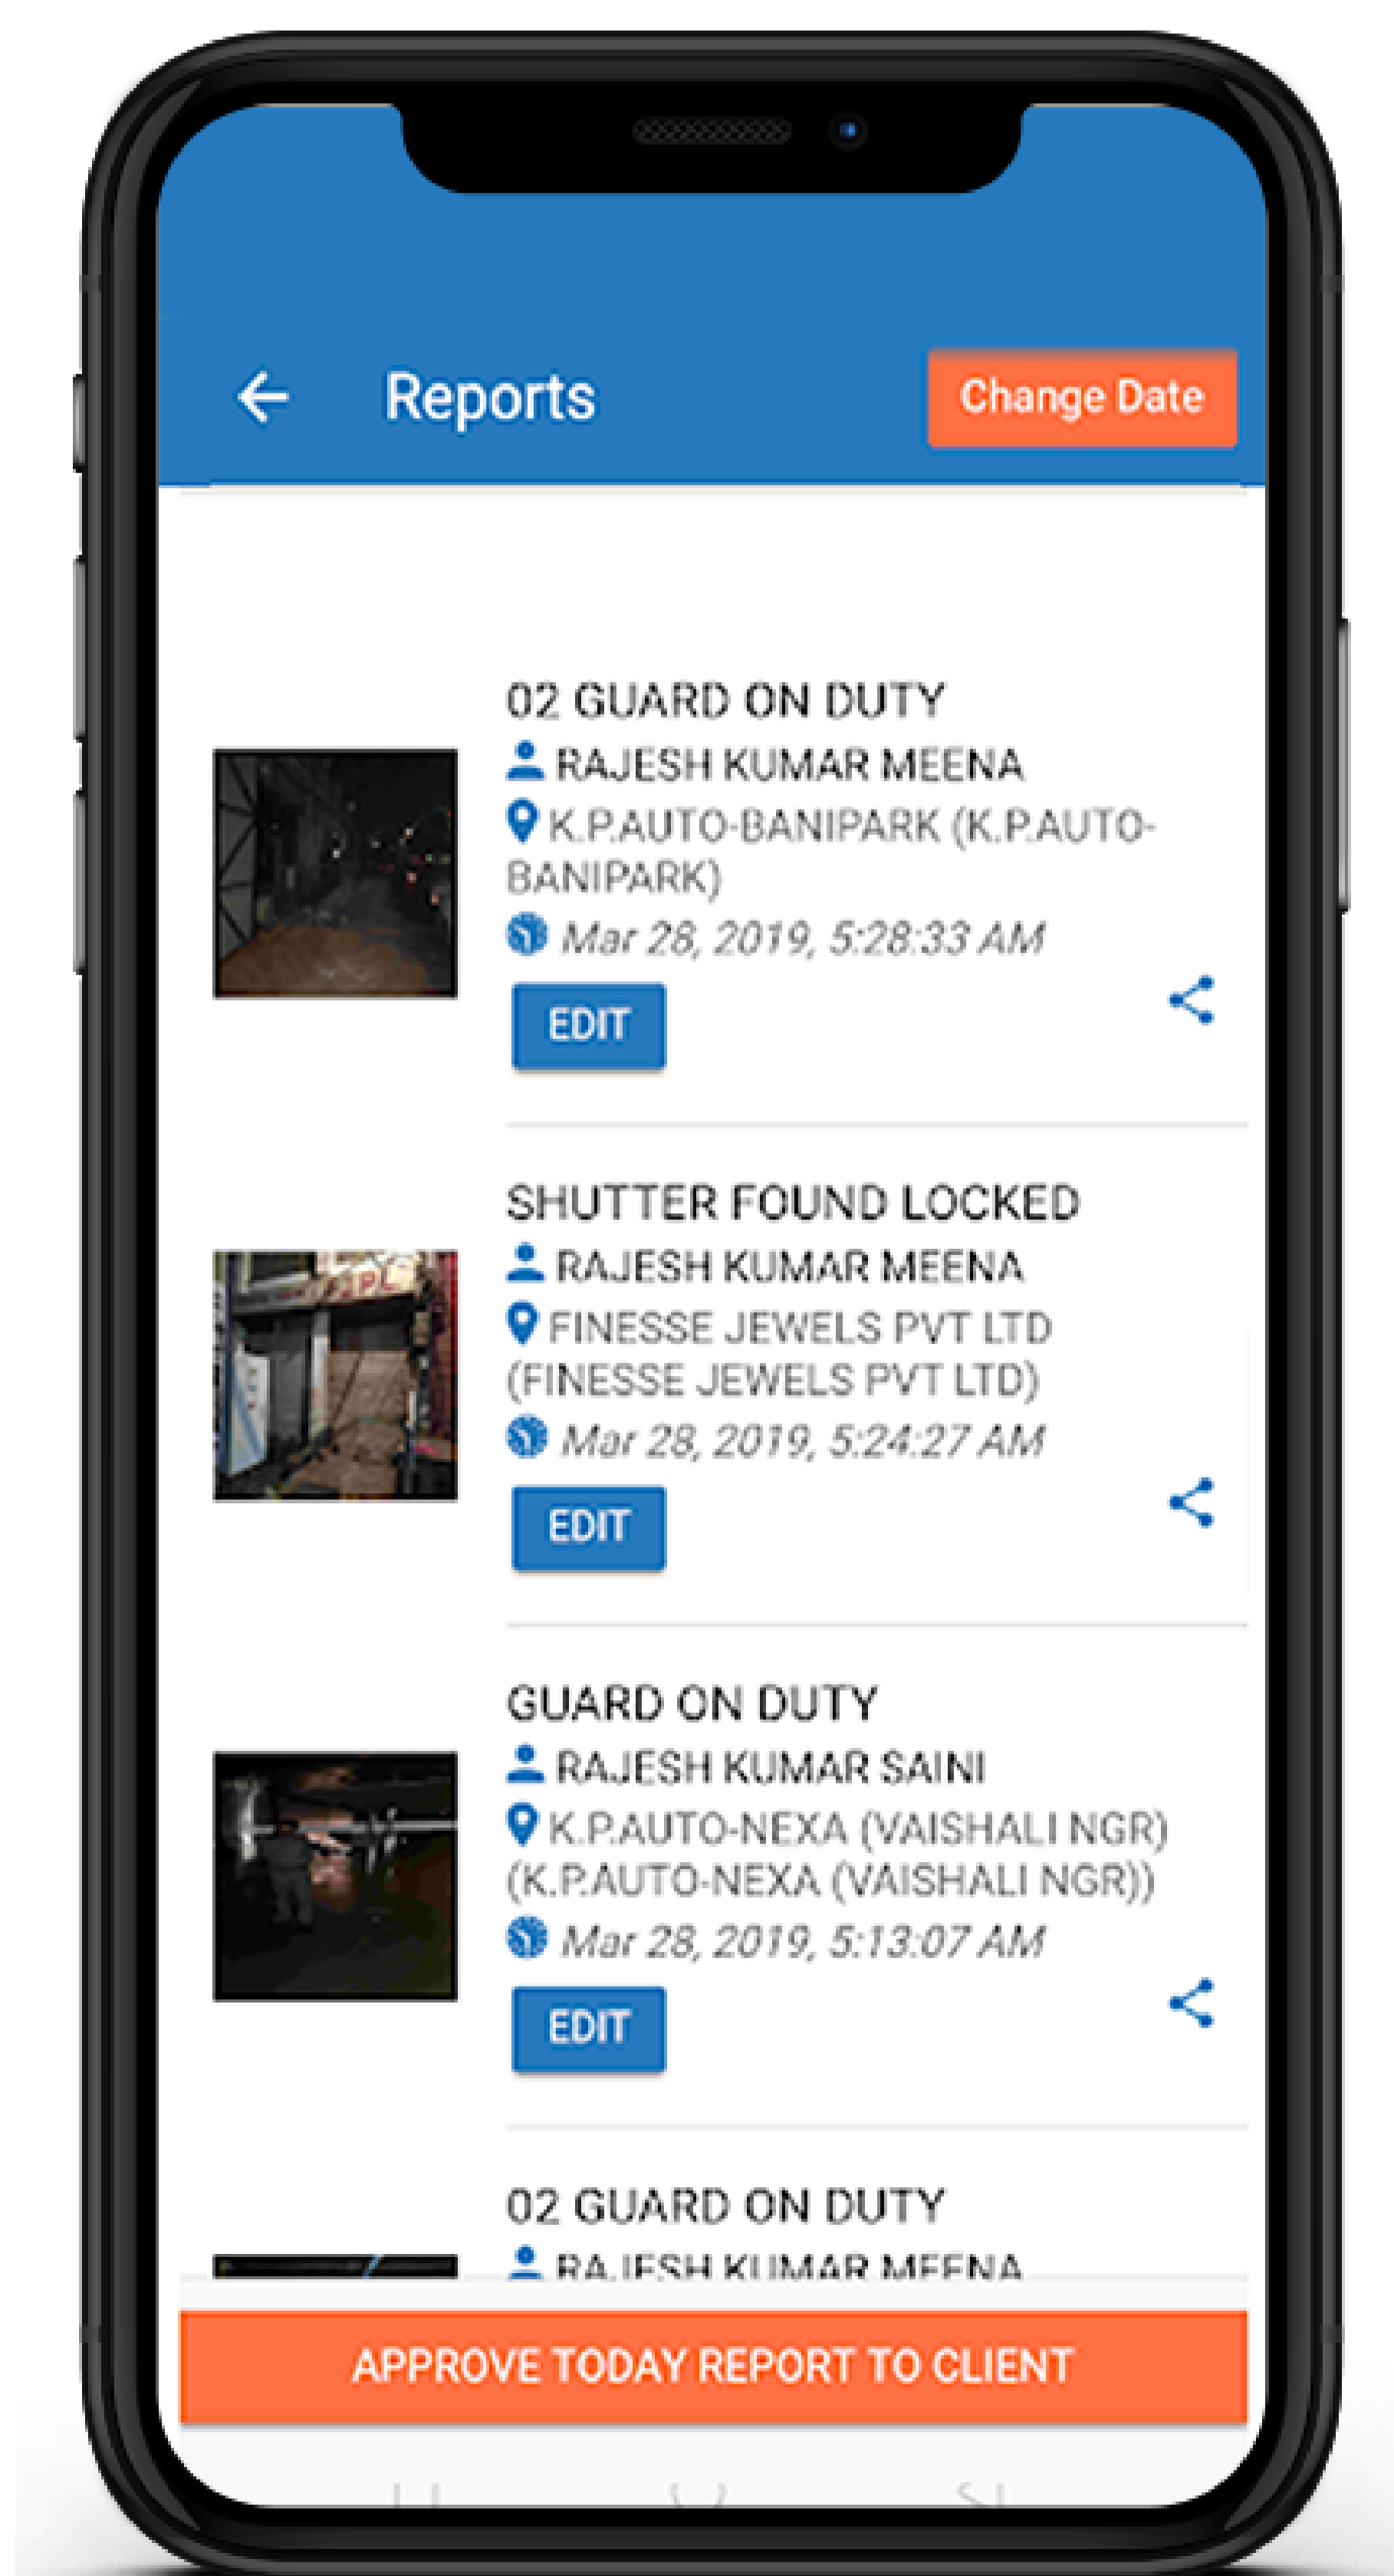 Reports
Change Date
02 GUARD ON DUTY
RAJESH KUMAR MEENA
K.P.AUTO-BANIPARK (K.P.AUTO-
BANIPARK)
Mar 28, 2019, 5:28:33 AM
EDIT
SHUTTER FOUND LOCKED
RAJESH KUMAR MEENA
FINESSE JEWELS PVT LTD
(FINESSE JEWELS PVT LTD)
Mar 28, 2019, 5:24:27 AM
EDIT
GUARD ON DUTY
RAJESH KUMAR SAINI
K.P.AUTO-NEXA (VAISHALI NGR)
(K.P.AUTO-NEXA (VAISHALI NGR))
Mar 28, 2019, 5:13:07 AM
EDIT
02 GUARD ON DUTY
RAJESH KUMAR MEENA
APPROVE TODAY REPORT TO CLIENT